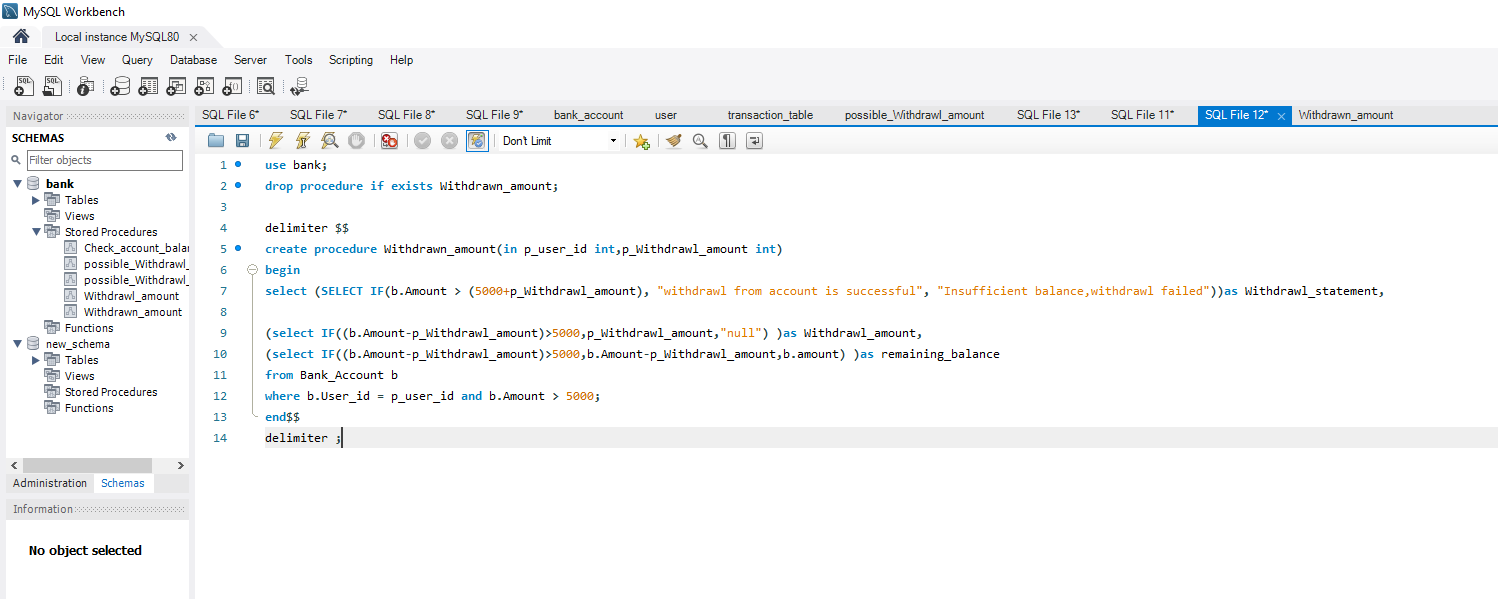 MySQL Workbench
Local instance MySQL80
File Edit View Query Database Server Tools Scripting Help
Navigator
SCHEMAS
Filter objects
bank
Tables
Views
Stored Procedures
Check_account_balar
possible_Withdrawl_
possible_Withdrawl_
Withdrawl_amount
Withdrawn_amount
Functions
new_schema
Tables
Views
Stored Procedures
Functions
Administration Schemas
Information
No object selected
SQL File 6* SQL File 7* SQL File 8* SQL File 9* bank_account user transaction_table possible_Withdrawl_amount SQL File 13* SQL File 11* SQL File 12* Withdrawn_amount
Don't Limit
1 use bank;
2 drop procedure if exists Withdrawn_amount;
3
4 delimiter $$
5 create procedure Withdrawn_amount(in p_user_id int,p_Withdrawl_amount int)
6 begin
7 select (SELECT IF(b.Amount > (5000+p_Withdrawl_amount), "withdrawl from account is successful", "Insufficient balance,withdrawl failed"))as Withdrawl_statement,
8
9 (select IF((b.Amount-p_Withdrawl_amount)>5000,p_Withdrawl_amount,"null") )as Withdrawl_amount,
10 (select IF((b.Amount-p_Withdrawl_amount)>5000,b.Amount-p_Withdrawl_amount,b.amount) )as remaining_balance
11 from Bank_Account b
12 where b.User_id = p_user_id and b.Amount > 5000;
13 end$$
14 delimiter ;